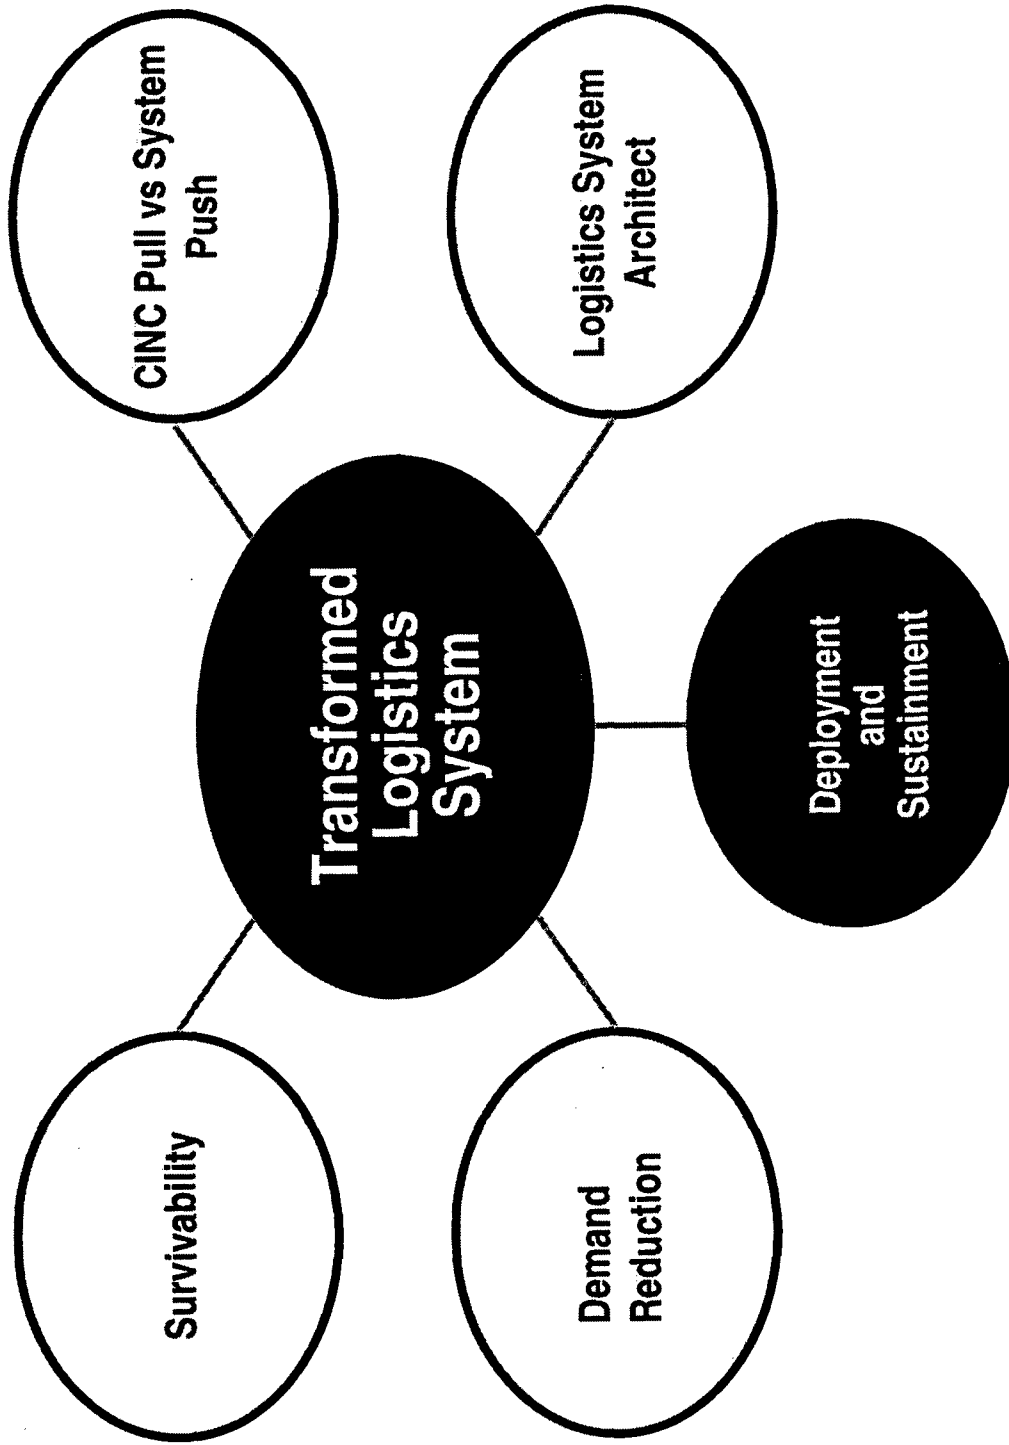 Survivability
CINC Pull vs System
Push
Transformed
Logistics
System
Demand
Reduction
Logistics System
Architect
Deployment
and
Sustainment